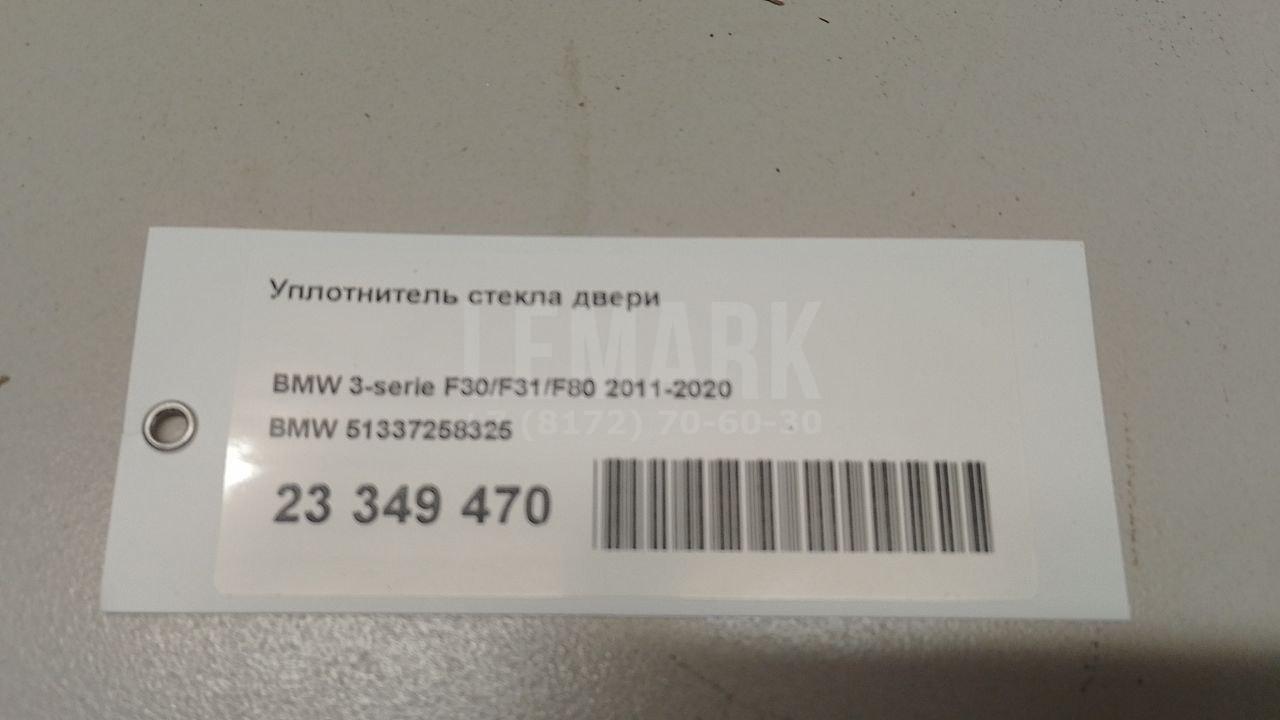 Уплотнитель стекла двери
LEMARK
BMW 3-serie F30/F31/F80 2011-2020
+7 (8172) 70-60-30
BMW 51337258325
23 349 470